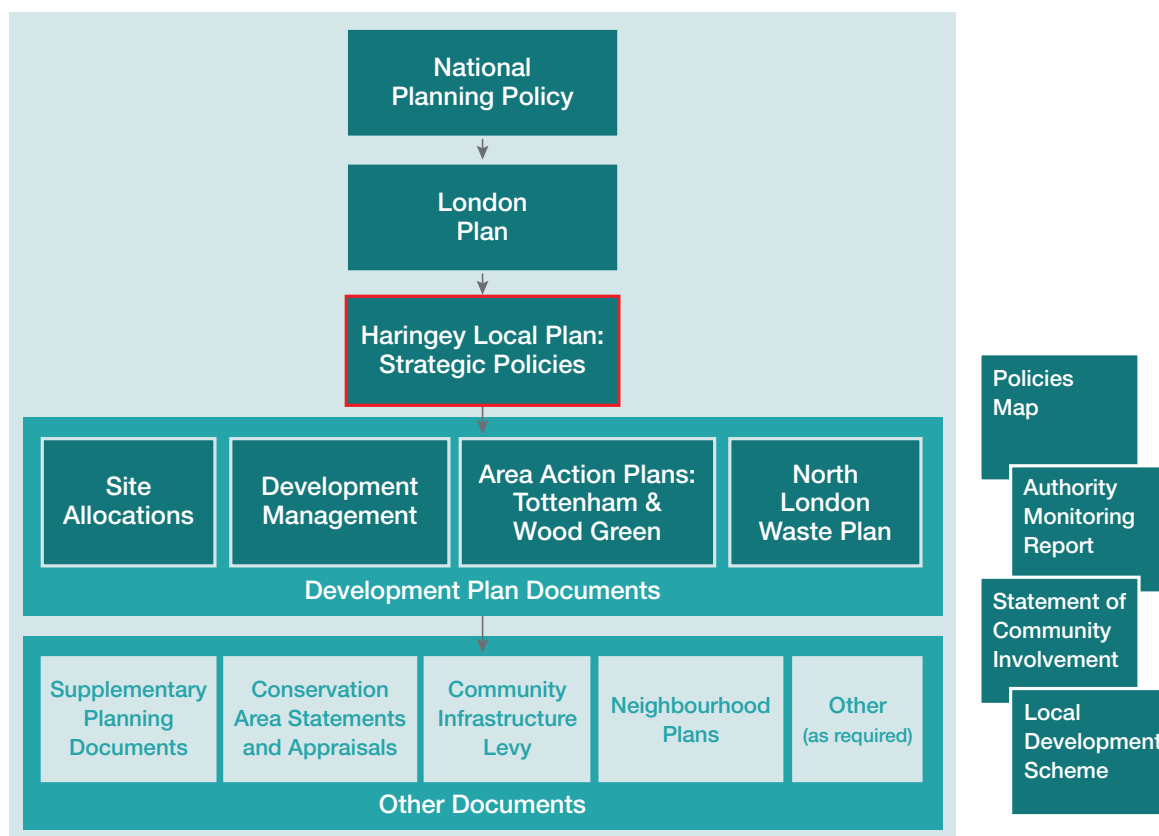 National
Planning Policy
London
Plan
Haringey Local Plan:
Strategic Policies
Site
Allocations
Development
Management
Area Action Plans:
Tottenham &
Wood Green
North
London
Waste Plan
Development Plan Documents
Supplementary
Planning
Documents
Conservation
Area Statements
and Appraisals
Community
Infrastructure
Levy
Neighbourhood
Plans
Other
(as required)
Other Documents
Policies
Map
Authority
Monitoring
Report
Statement of
Community
Involvement
Local
Development
Scheme